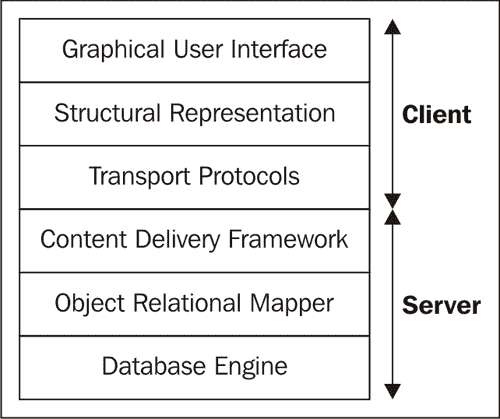 Graphical User Interface
Structural Representation
Client
Transport Protocols
Content Delivery Framework
Object Relational Mapper
Server
Database Engine